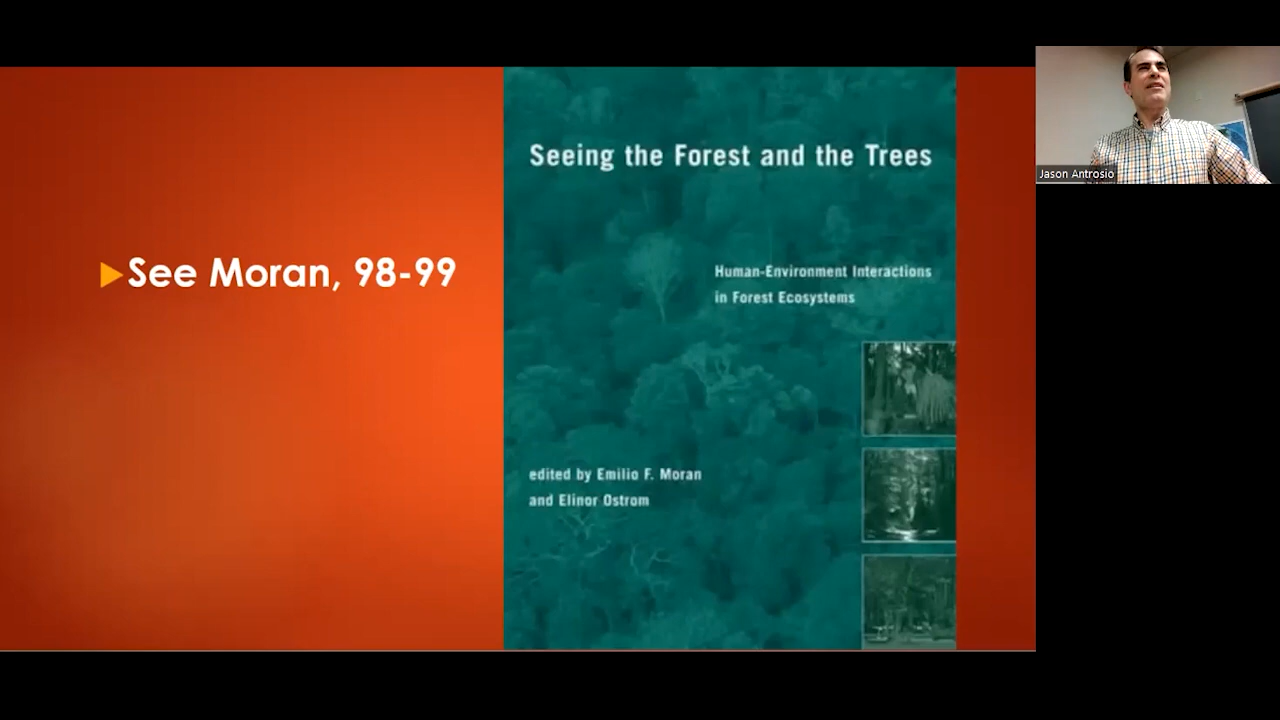 ►See Moran, 98-99
Seeing the Forest and the Trees
Human-Environment Interactions
in Forest Ecosystems
edited by Emilio F. Moran
and Elinor Ostrom
Jason Antrosio